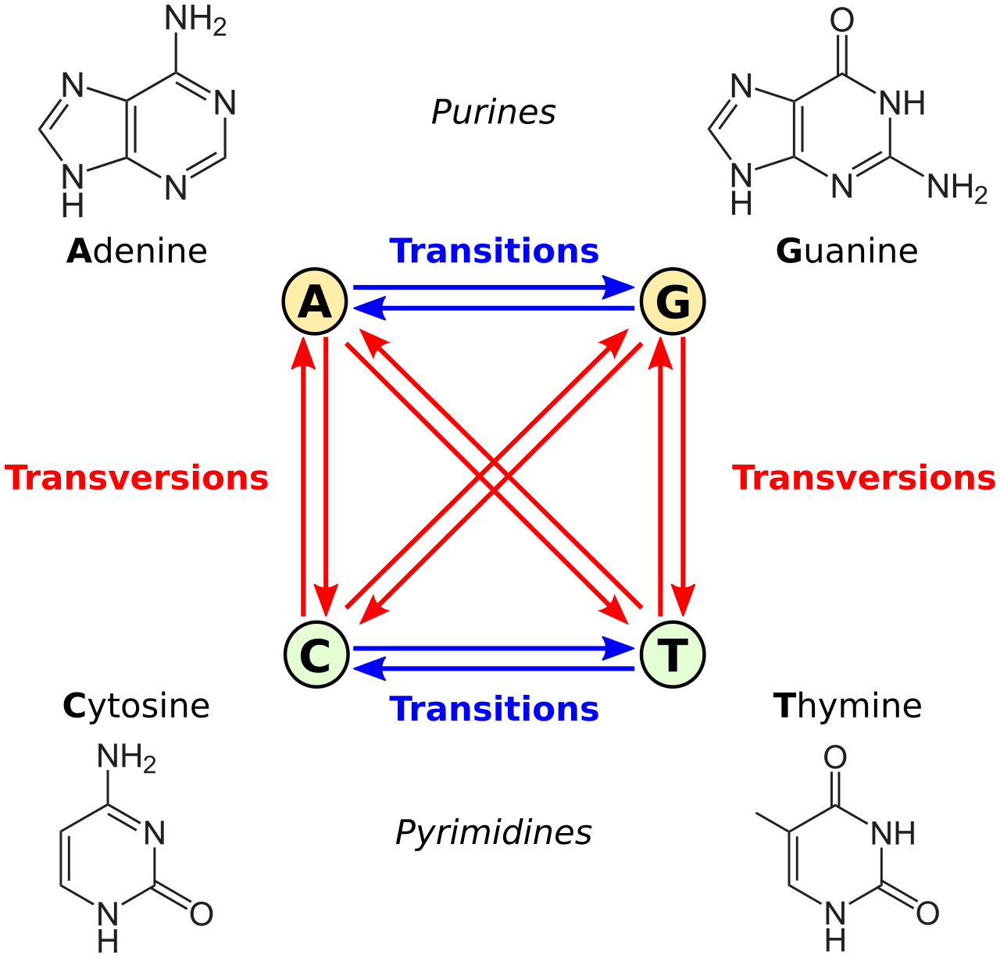 NH2
N
N
N
N
H
Adenine
Purines
O
N
NH
N
N
H
NH2
Guanine
Transitions
A
G
Transversions
Transversions
C
T
Transitions
Cytosine
NH2
N
N
H
O
Pyrimidines
Thymine
O
NH
N
H
O